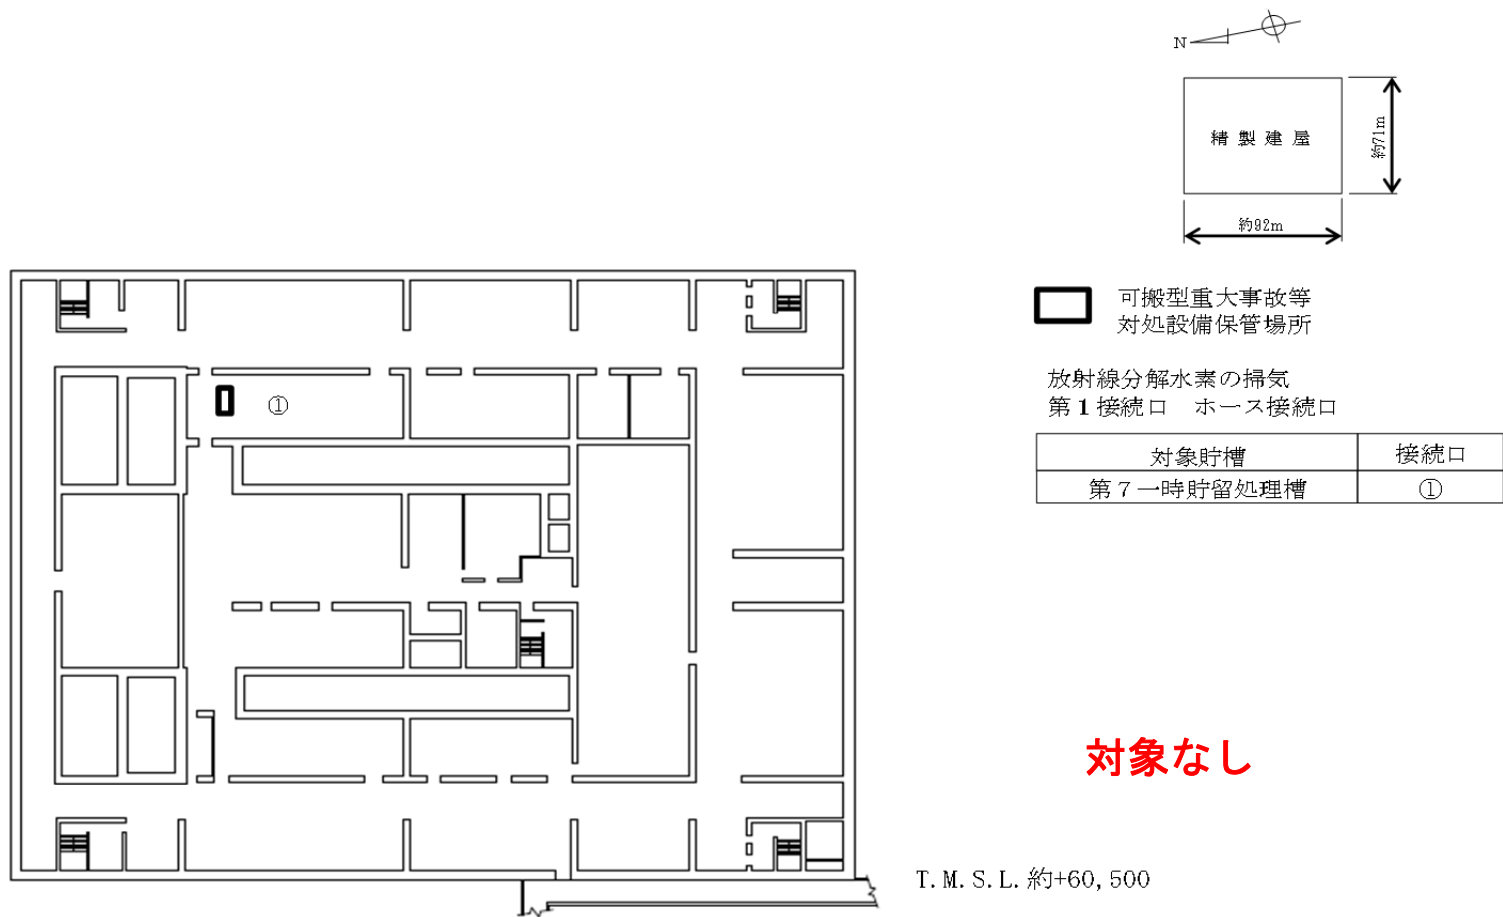 N
精製建屋
約71m
約92m
可搬型重大事故等
対処設備保管場所
①
放射線分解水素の掃気
第1接続口 ホース接続口
対象貯槽 接続口
第7一時貯留処理槽 ①
対象なし
T.M.S.L.約+60,500